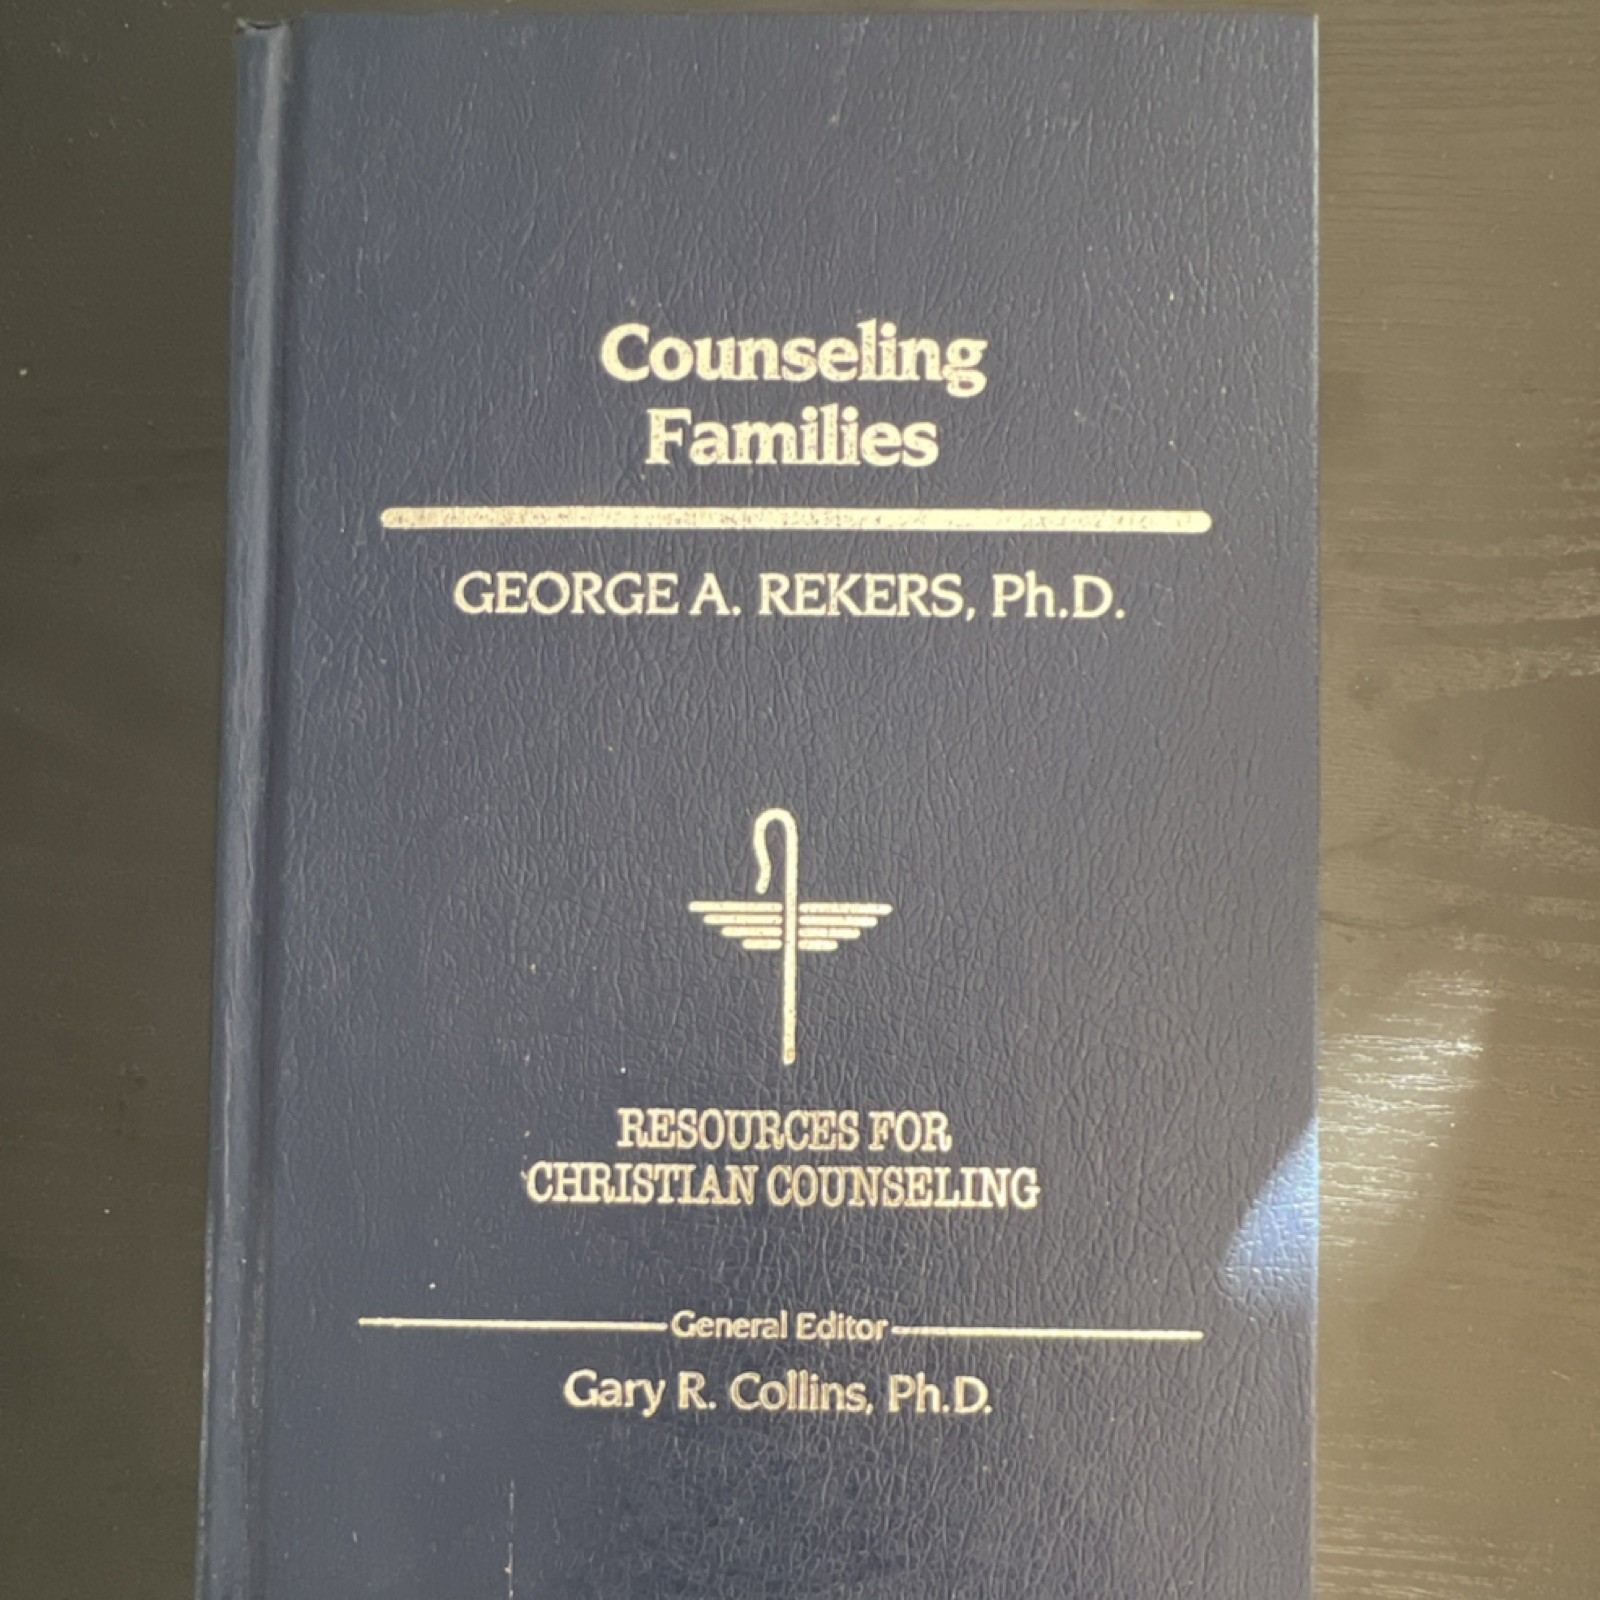 Counseling
Families
GEORGE A. REKERS, Ph.D.
RESOURCES FOR
CHRISTIAN COUNSELING
General Editor
Gary R. Collins, Ph.D.